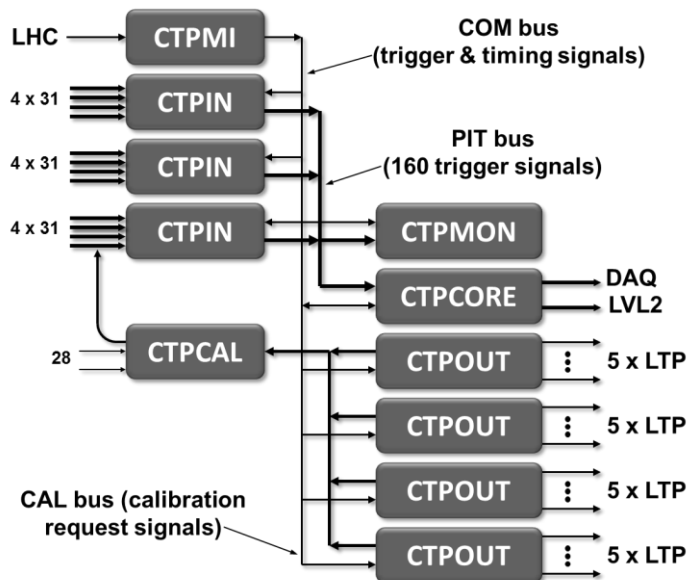 LHC
CTPMI
COM bus
(trigger & timing signals)
4 x 31
CTPIN
PIT bus
(160 trigger signals)
4 x 31
CTPIN
4 x 31
CTPIN
CTPMON
CTPCORE
DAQ
LVL2
28
CTPCAL
CTPOUT
5 x LTP
CTPOUT
5 x LTP
CTPOUT
5 x LTP
CTPOUT
5 x LTP
CAL bus (calibration
request signals)